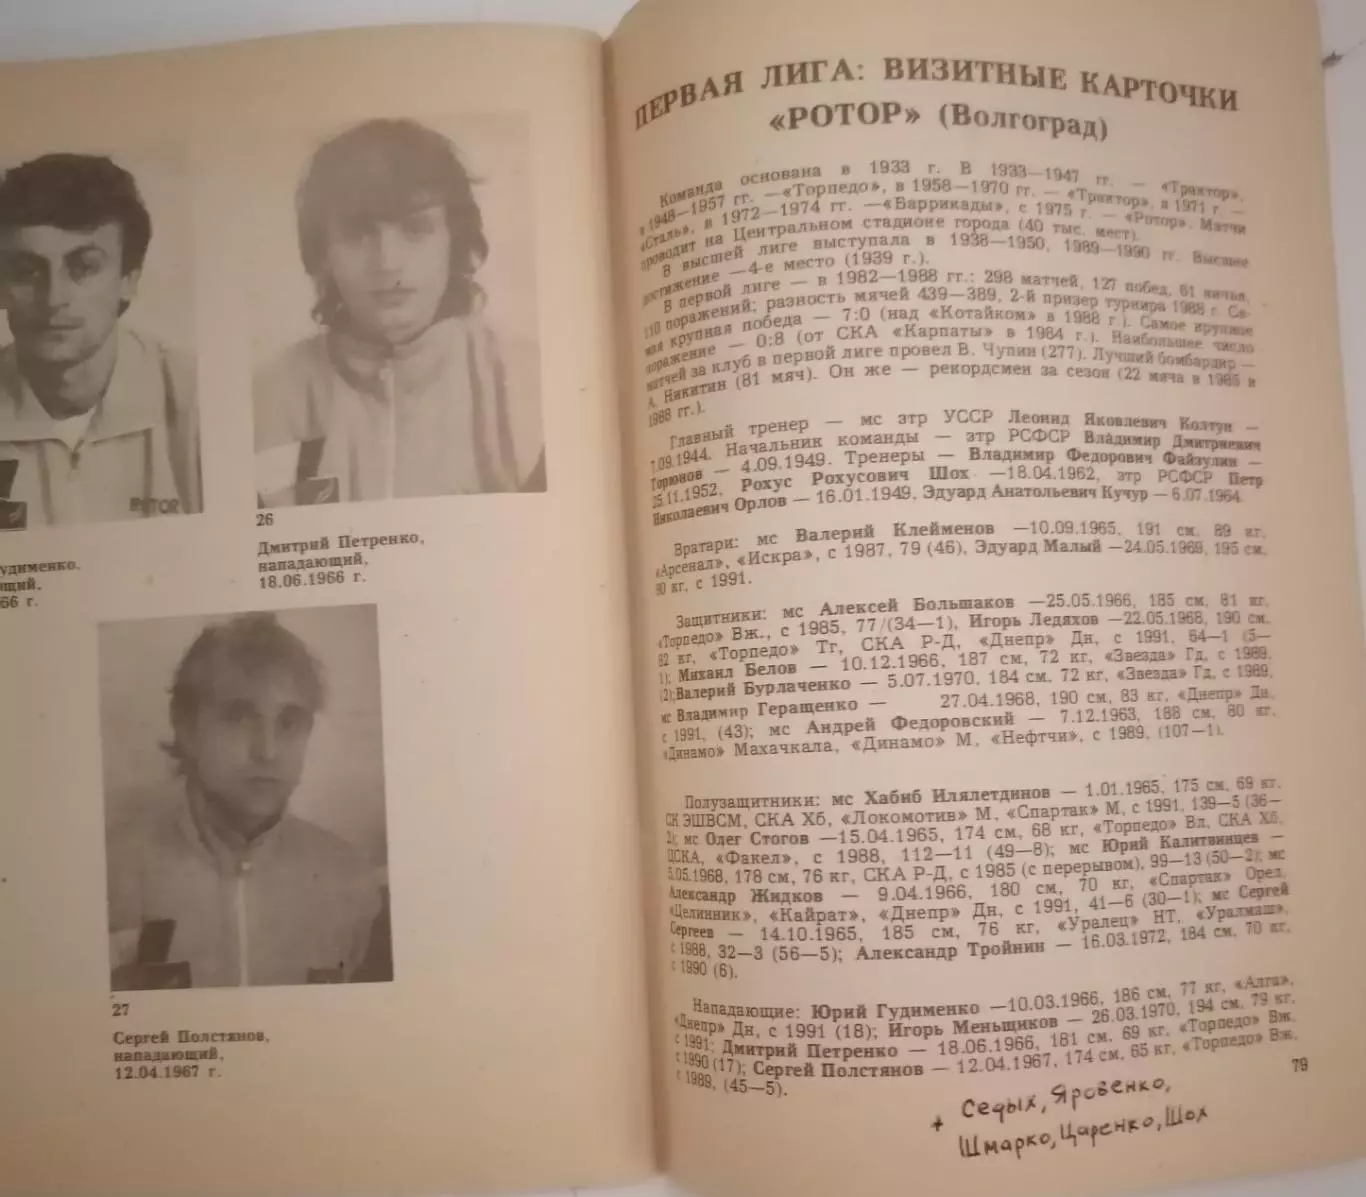 ROTOR
удименко,
ющий,
66 г.
26
Дмитрий Петренко,
нападающий,
18.06.1966 г.
27
Сергей Полстянов,
нападающий,
12.04.1967 г.
ПЕРВАЯ ЛИГА: ВИЗИТНЫЕ КАРТОЧКИ
«РОТОР» (Волгоград)
Команда основана в 1933 г. В 1933—1947 гг. — «Трактор»,
в 1948—1957 гг. —«Торпедо», в 1958—1970 гг. — «Трактор», в 1971 г. —
«Сталь», в 1972—1974 гг. —«Баррикады», с 1975 г. — «Ротор». Матчи
проводит на Центральном стадионе города (40 тыс. мест).
В высшей лиге выступала в 1938—1950, 1989—1990 гг. Высшее
достижение —4-е место (1939 г.).
В первой лиге — в 1982—1988 гг.: 298 матчей, 127 побед, 61 ничья,
110 поражений; разность мячей 439—389, 2-й призер турнира 1988 г. Са-
мая крупная победа — 7:0 (над «Котайком» в 1988 г.). Самое крупное
поражение — 0:8 (от СКА «Карпаты» в 1984 г.). Наибольшее число
матчей за клуб в первой лиге провел В. Чупин (277). Лучший бомбардир —
А. Никитин (81 мяч). Он же — рекордсмен за сезон (22 мяча в 1985 и
1988 гг.).
Главный тренер — мс зтр УССР Леонид Яковлевич Колтун —
7.09.1944. Начальник команды — зтр РСФСР Владимир Дмитриевич
Горюнов — 4.09.1949. Тренеры — Владимир Федорович Файзулин —
25.11.1952, Рохус Рохусович Шох —18.04.1962, зтр РСФСР Петр
Николаевич Орлов — 16.01.1949, Эдуард Анатольевич Кучур — 6.07.1964.
Вратари: мс Валерий Клейменов —10.09.1965, 191 см, 89 кг,
«Арсенал», «Искра», с 1987, 79 (46), Эдуард Малый —24.05.1969, 195 см,
90 кг, с 1991.
Защитники: мс Алексей Большаков —25.05.1966, 185 см, 81 кг,
«Торпедо» Вж., с 1985, 77/(34—1), Игорь Ледяхов —22.05.1968, 190 см,
82 кг, «Торпедо» Тг, СКА Р-Д, «Днепр» Дн, с 1991, 64—1 (5—
1); Михаил Белов — 10.12.1966, 187 см, 72 кг, «Звезда» Гд, с 1989,
(2);Валерий Бурлаченко — 5.07.1970, 184 см, 72 кг, «Звезда» Гд, с 1989,
мс Владимир Геращенко — 27.04.1968, 190 см, 83 кг, «Днепр» Дн,
с 1991, (43); мс Андрей Федоровский — 7.12.1963, 188 см, 80 кг,
«Динамо» Махачкала, «Динамо» М, «Нефтчи», с 1989, (107—1).
Полузащитники: мс Хабиб Илялетдинов — 1.01.1965, 175 см, 69 кг,
СК ЭШВСМ, СКА Хб, «Локомотив» М, «Спартак» М, с 1991, 139—5 (36—
2); мс Олег Стогов —15.04.1965, 174 см, 68 кг, «Торпедо» Вл, СКА Хб,
ЦСКА, «Факел», с 1988, 112—11 (49—8); мс Юрий Калитвинцев —
5.05.1968, 178 см, 76 кг, СКА Р-Д, с 1985 (с перерывом), 99—13 (50—2); мс
Александр Жидков — 9.04.1966, 180 см, 70 кг, «Спартак» Орел,
«Целинник», «Кайрат», «Днепр» Дн, с 1991, 41—6 (30—1); мс Сергей
Сергеев — 14.10.1965, 185 см, 76 кг, «Уралец» НТ, «Уралмаш»,
с 1988, 32—3 (56—5); Александр Тройнин — 16.03.1972, 184 см, 70 кг,
с 1990 (6).
Нападающие: Юрий Гудименко —10.03.1966, 186 см, 77 кг, «Алга»,
«Днепр» Дн, с 1991 (18); Игорь Меньщиков — 26.03.1970, 194 см, 79 кг,
с 1991; Дмитрий Петренко — 18.06.1966, 181 см, 69 кг, «Торпедо» Вж,
с 1990 (17); Сергей Полстянов — 12.04.1967, 174 см, 65 кг, «Торпедо» Вж,
с 1989, (45—5).
79
+ Седых, Яровенко,
Шмарко, Царенко, Шох